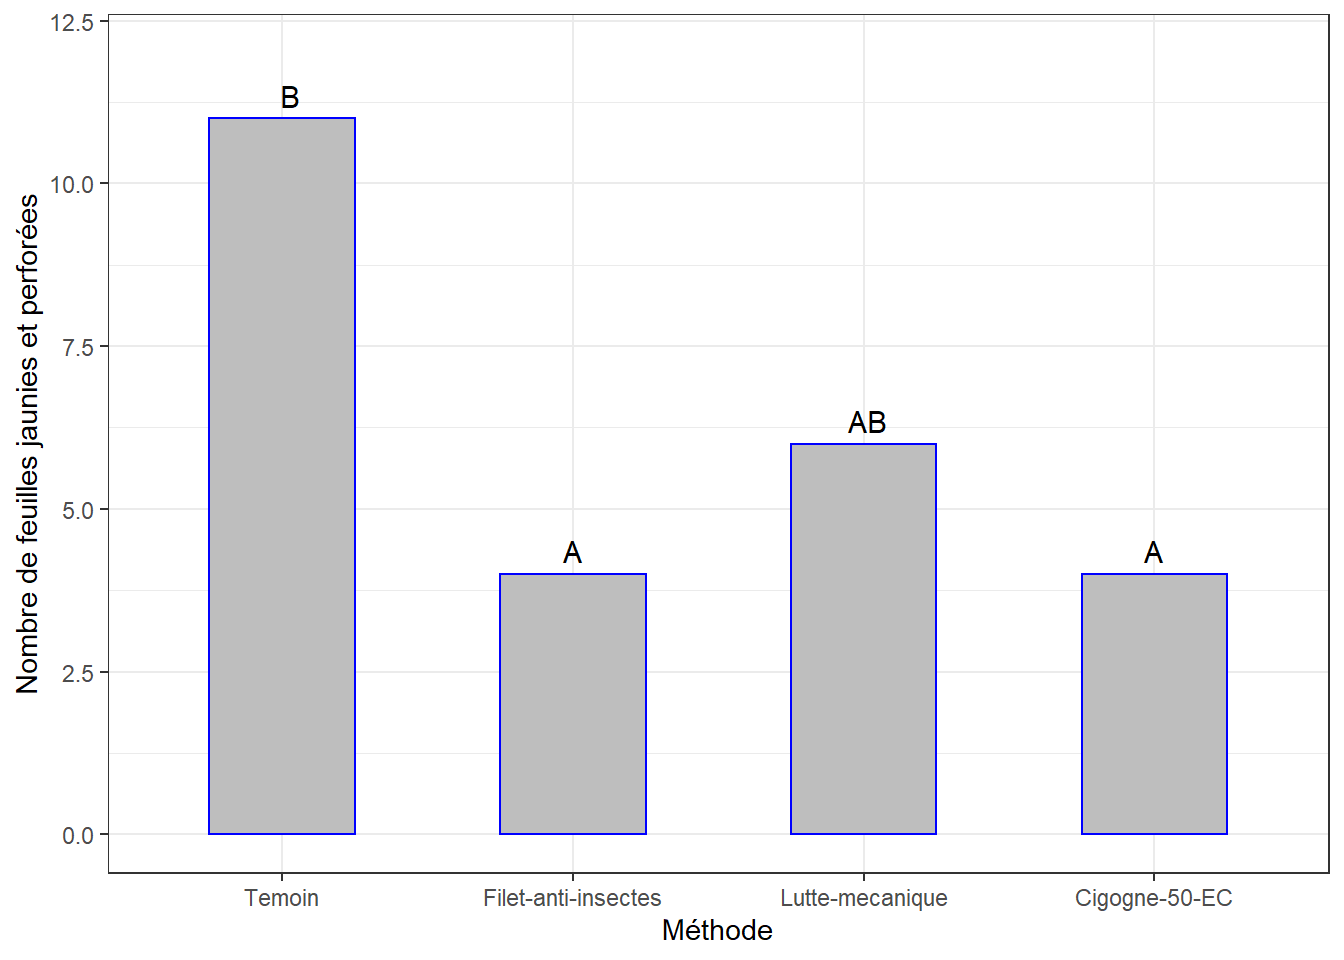 Nombre de feuilles jaunies et perforées
12.5
10.0
7.5
5.0
2.5
0.0
B
A
AB
A
Temoin
Filet-anti-insectes
Lutte-mecanique
Cigogne-50-EC
Méthode